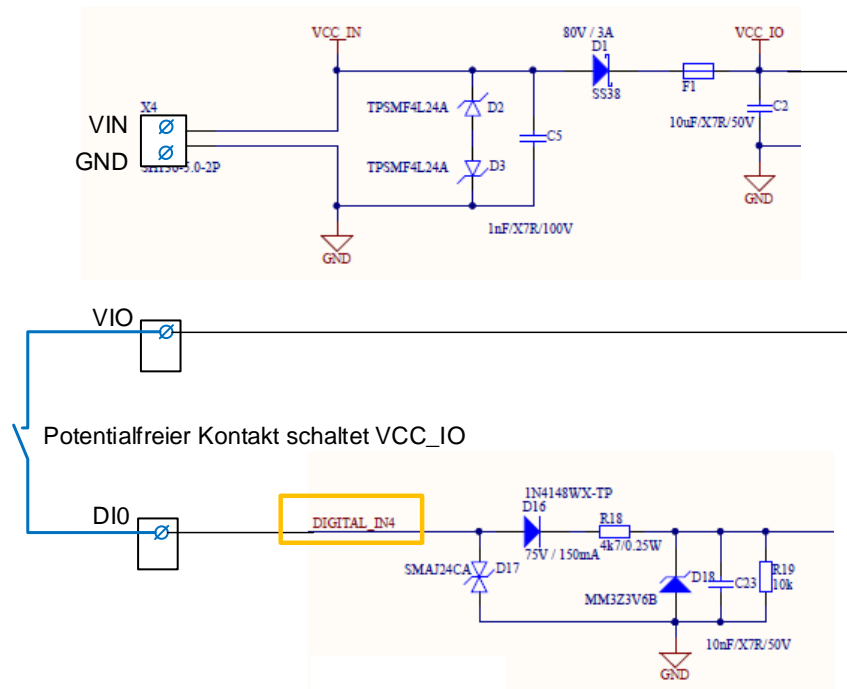 VCC_IN
80V / 3A
D1
VCC_IO
SS38
F1
X4
VIN
GND
TPSMF4L24A
D2
TPSMF4L24A
D3
C5
C2
10uF/X7R/50V
1nF/X7R/100V
GND
GND
VIO
Potentialfreier Kontakt schaltet VCC_IO
DI0
DIGITAL_IN4
1N4148WX-TP
D16
75V / 150mA
R18
4k7/0.25W
SMAJ24CA
D17
MM3Z3V6B
D18
C23
R19
10k
10nF/X7R/50V
GND